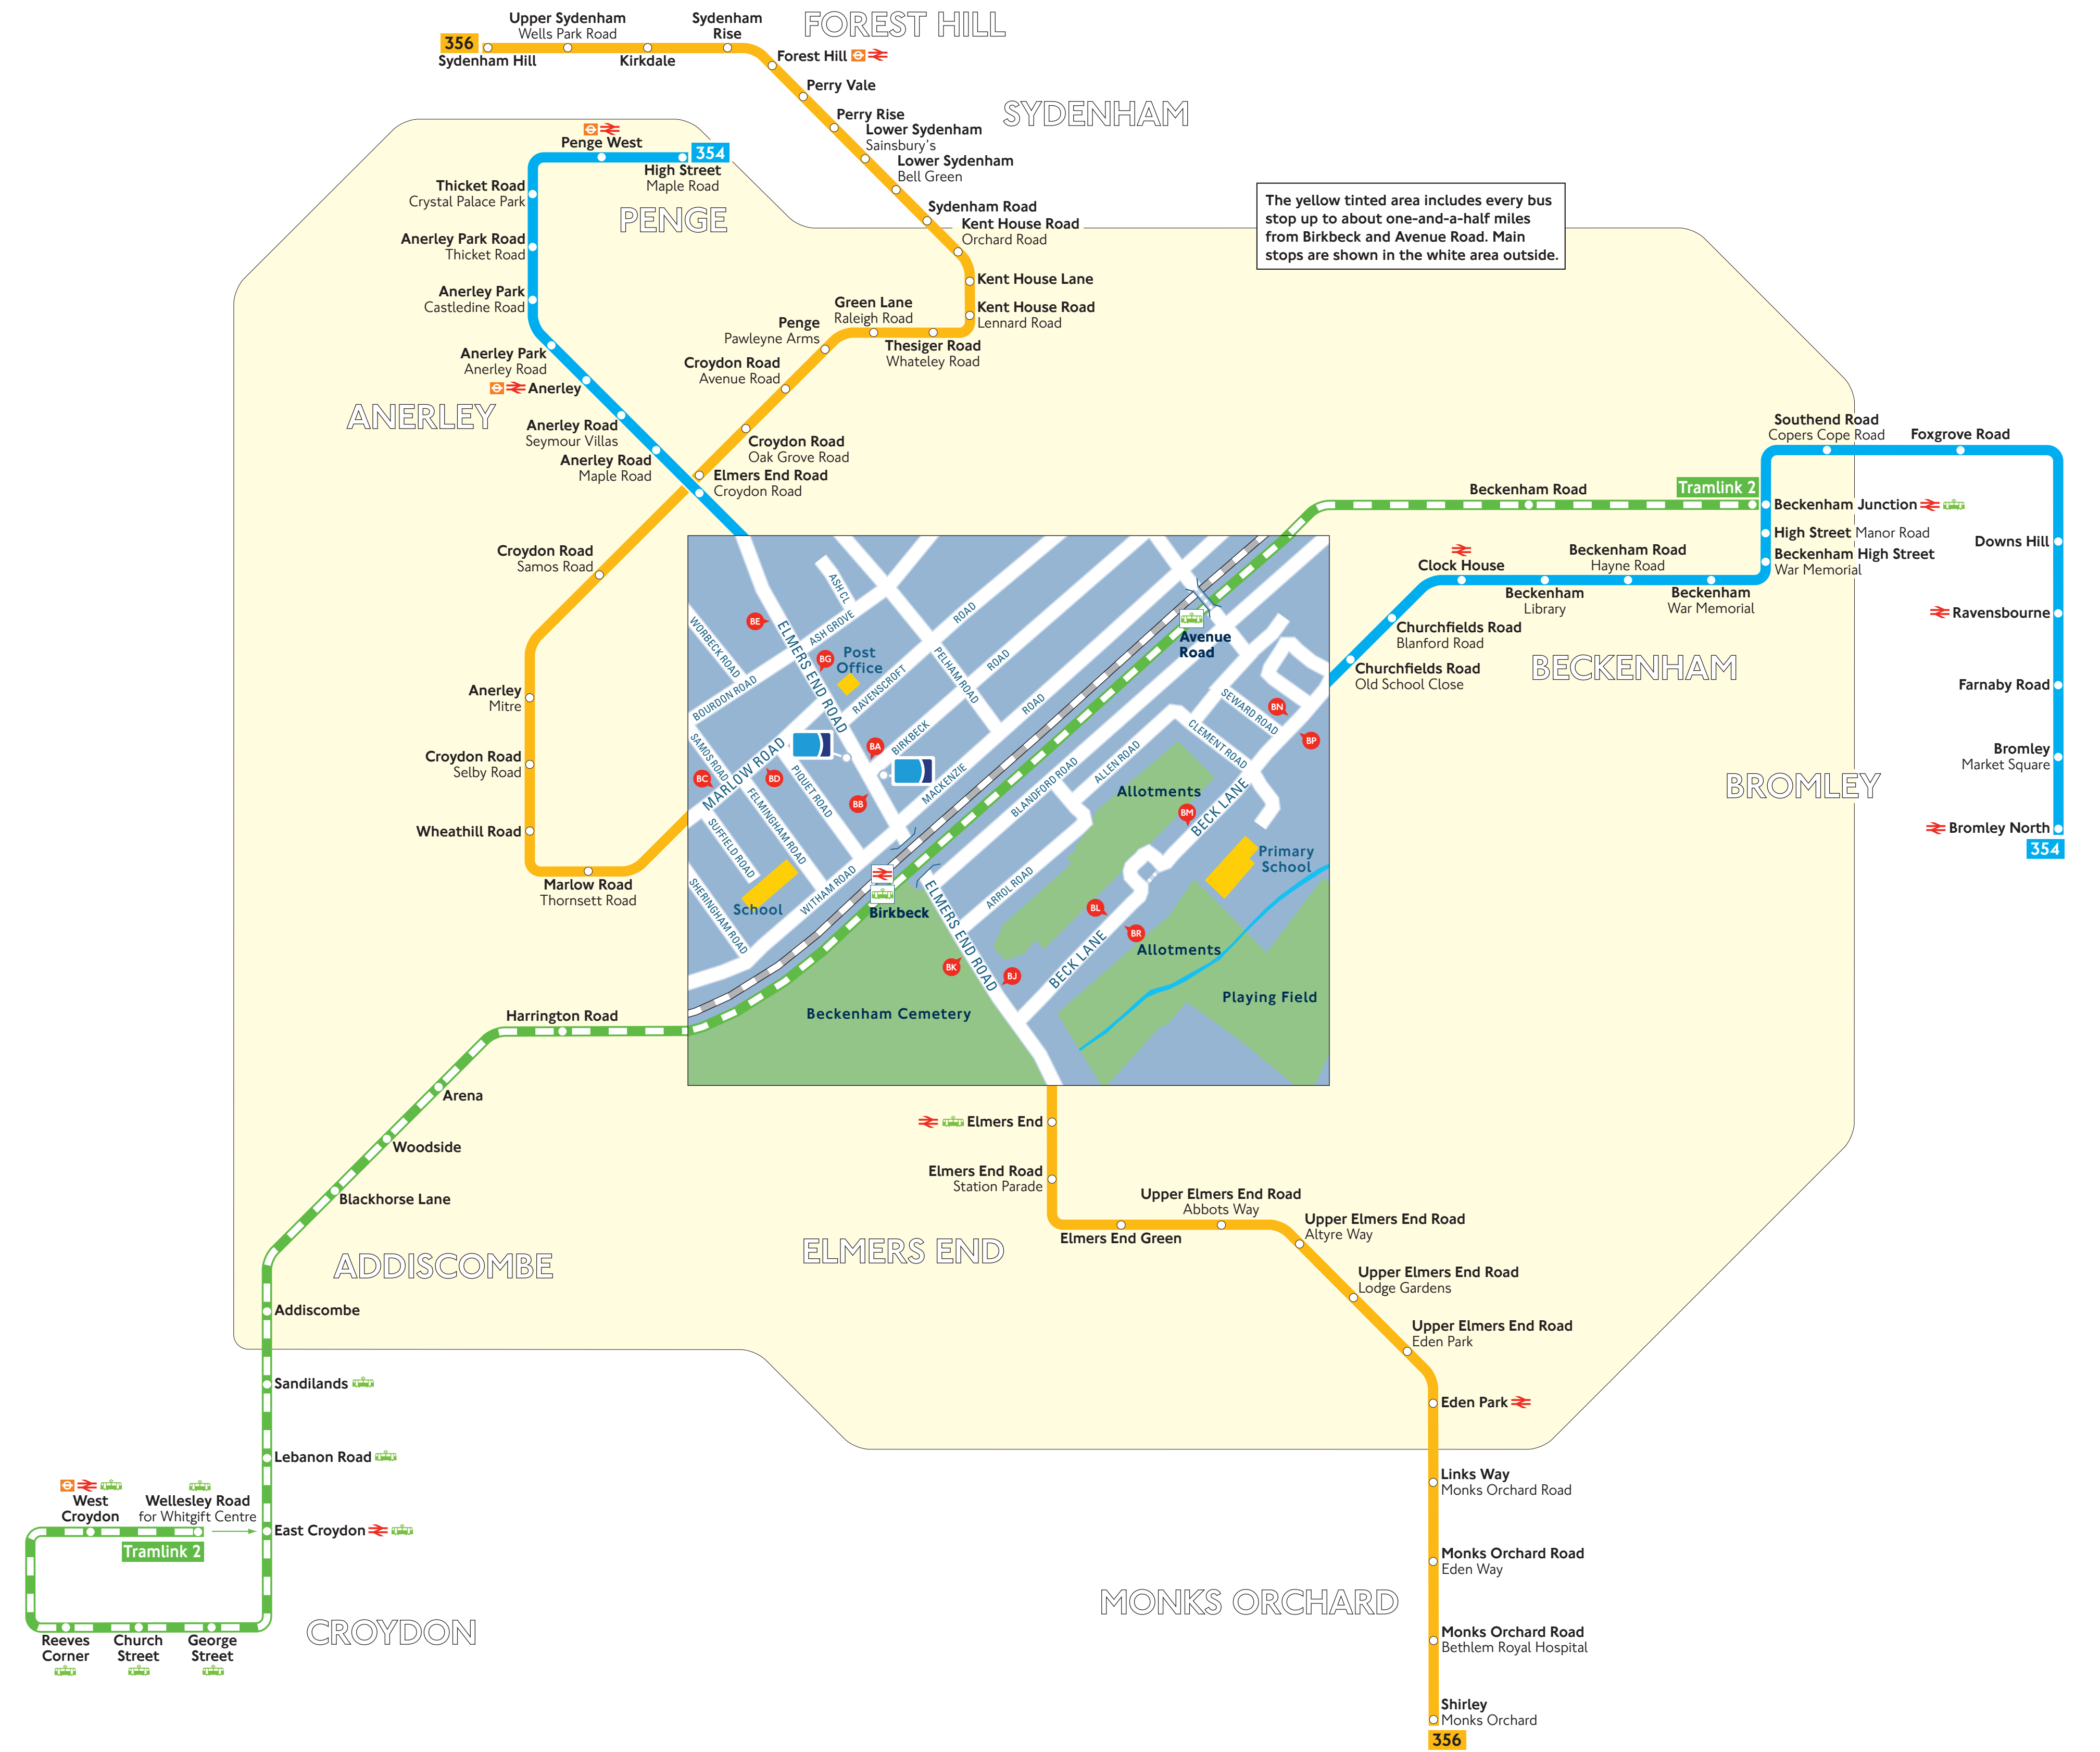 FOREST HILL
356
Sydenham Hill
Upper Sydenham
Wells Park Road
Kirkdale
Sydenham
Rise
Forest Hill
Perry Vale
SYDENHAM
Perry Rise
Lower Sydenham
Sainsbury's
Lower Sydenham
Bell Green
Sydenham Road
Kent House Road
Orchard Road
Kent House Lane
Kent House Road
Lennard Road
Thesiger Road
Whateley Road
Green Lane
Raleigh Road
Penge
Pawleyne Arms
Croydon Road
Avenue Road
Croydon Road
Oak Grove Road
Elmers End Road
Croydon Road
Croydon Road
Samos Road
Anerley
Mitre
Croydon Road
Selby Road
Wheathill Road
Marlow Road
Thornsett Road
354
High Street
Maple Road
Penge West
PENGE
Thicket Road
Crystal Palace Park
Anerley Park Road
Thicket Road
Anerley Park
Castledine Road
Anerley Park
Anerley Road
Anerley
ANERLEY
Anerley Road
Seymour Villas
Anerley Road
Maple Road
The yellow tinted area includes every bus
stop up to about one-and-a-half miles
from Birkbeck and Avenue Road. Main
stops are shown in the white area outside.
Southend Road
Copers Cope Road
Foxgrove Road
Tramlink 2
Beckenham Road
Beckenham Junction
High Street Manor Road
Beckenham High Street
War Memorial
Downs Hill
Clock House
Beckenham Road
Hayne Road
Beckenham
Library
Beckenham
War Memorial
Churchfields Road
Blanford Road
Churchfields Road
Old School Close
BECKENHAM
Ravensbourne
Farnaby Road
Bromley
Market Square
BROMLEY
Bromley North
354
ASH CL
ASH GROVE
WORBECK ROAD
BE
ELMERS END ROAD
BG
Post
Office
ROAD
PELHAM ROAD
ROAD
RAVENSCROFT
BOURDON ROAD
ROAD
Avenue
Road
SEWARD ROAD
BN
CLEMENT ROAD
BP
SAMOS ROAD
MARLOW ROAD
BA
BIRKBECK
BC
BD
PIQUET ROAD
BB
MACKENZIE
BLANDFORD ROAD
ALLEN ROAD
Allotments
BM
BECK LANE
SUFFIELD ROAD
FELMINGHAM ROAD
WITHAM ROAD
Primary
School
SHERINGHAM ROAD
School
Birkbeck
ELMERS END ROAD
ARROL ROAD
BL
BR
BECK LANE
Allotments
BK
BJ
Playing Field
Beckenham Cemetery
Harrington Road
Arena
Woodside
Blackhorse Lane
ADDISCOMBE
Addiscombe
Sandilands
Lebanon Road
East Croydon
West
Croydon
Wellesley Road
for Whitgift Centre
Tramlink 2
Reeves
Corner
Church
Street
George
Street
CROYDON
Elmers End
Elmers End Road
Station Parade
Elmers End Green
ELMERS END
Upper Elmers End Road
Abbots Way
Upper Elmers End Road
Altyre Way
Upper Elmers End Road
Lodge Gardens
Upper Elmers End Road
Eden Park
Eden Park
Links Way
Monks Orchard Road
Monks Orchard Road
Eden Way
MONKS ORCHARD
Monks Orchard Road
Bethlem Royal Hospital
Shirley
Monks Orchard
356